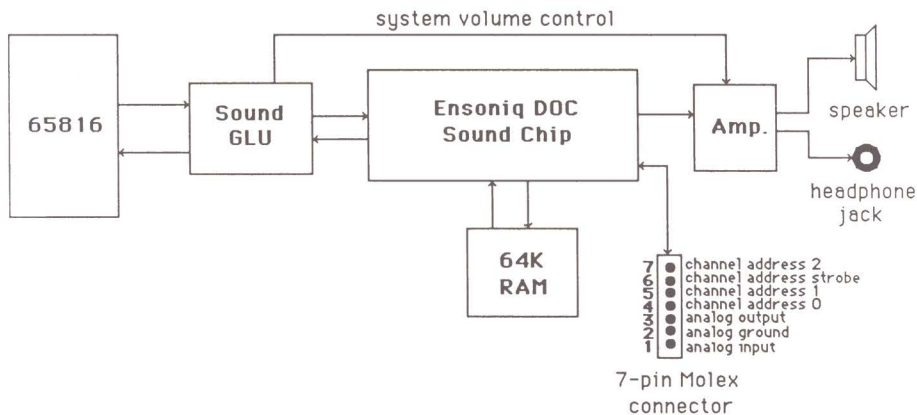 system volume control
65816
Sound
GLU
Ensoniq DOC
Sound Chip
Amp.
speaker
headphone
jack
64K
RAM
7 channel address 2
6 channel address strobe
5 channel address 1
4 channel address 0
3 analog output
2 analog ground
1 analog input
7-pin Molex
connector